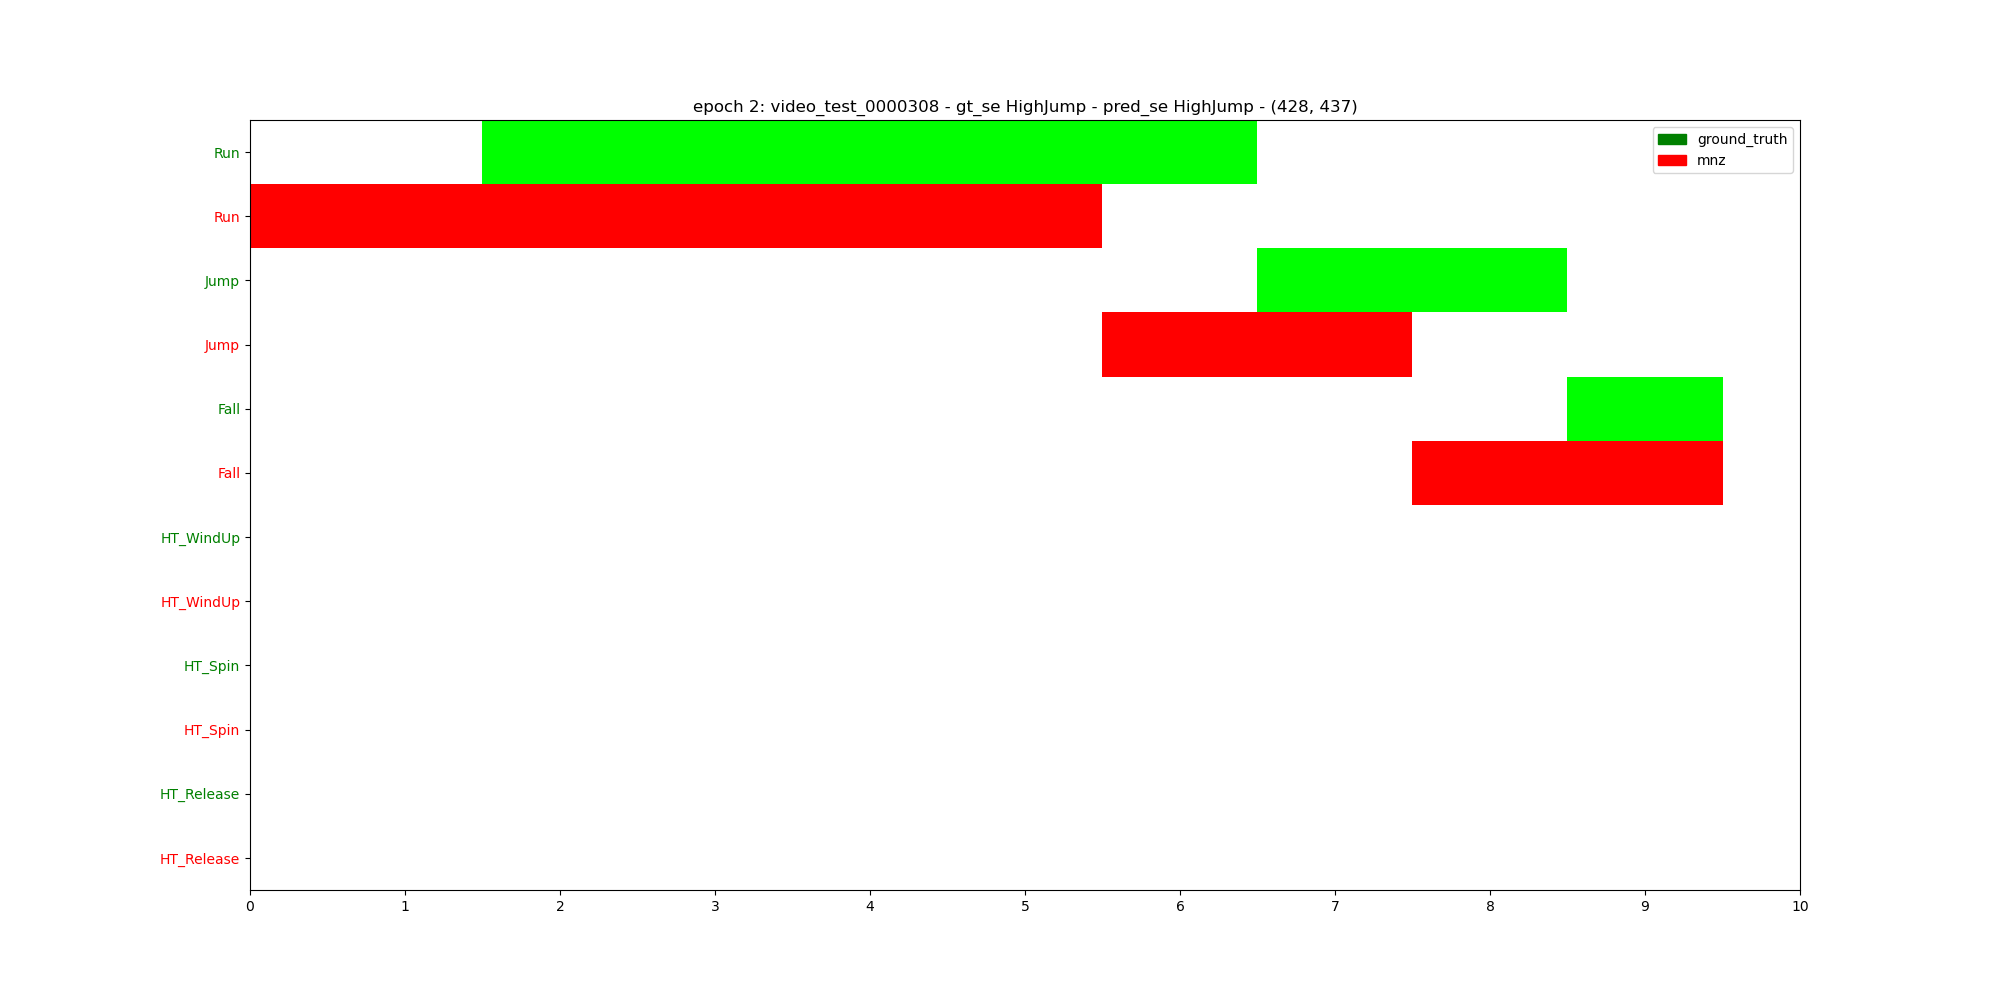 epoch 2: video_test_0000308 - gt_se HighJump - pred_se HighJump - (428, 437)
ground_truth
mnz
Run
Run
Jump
Jump
Fall
Fall
HT_WindUp
HT_WindUp
HT_Spin
HT_Spin
HT_Release
HT_Release
0 1 2 3 4 5 6 7 8 9 10